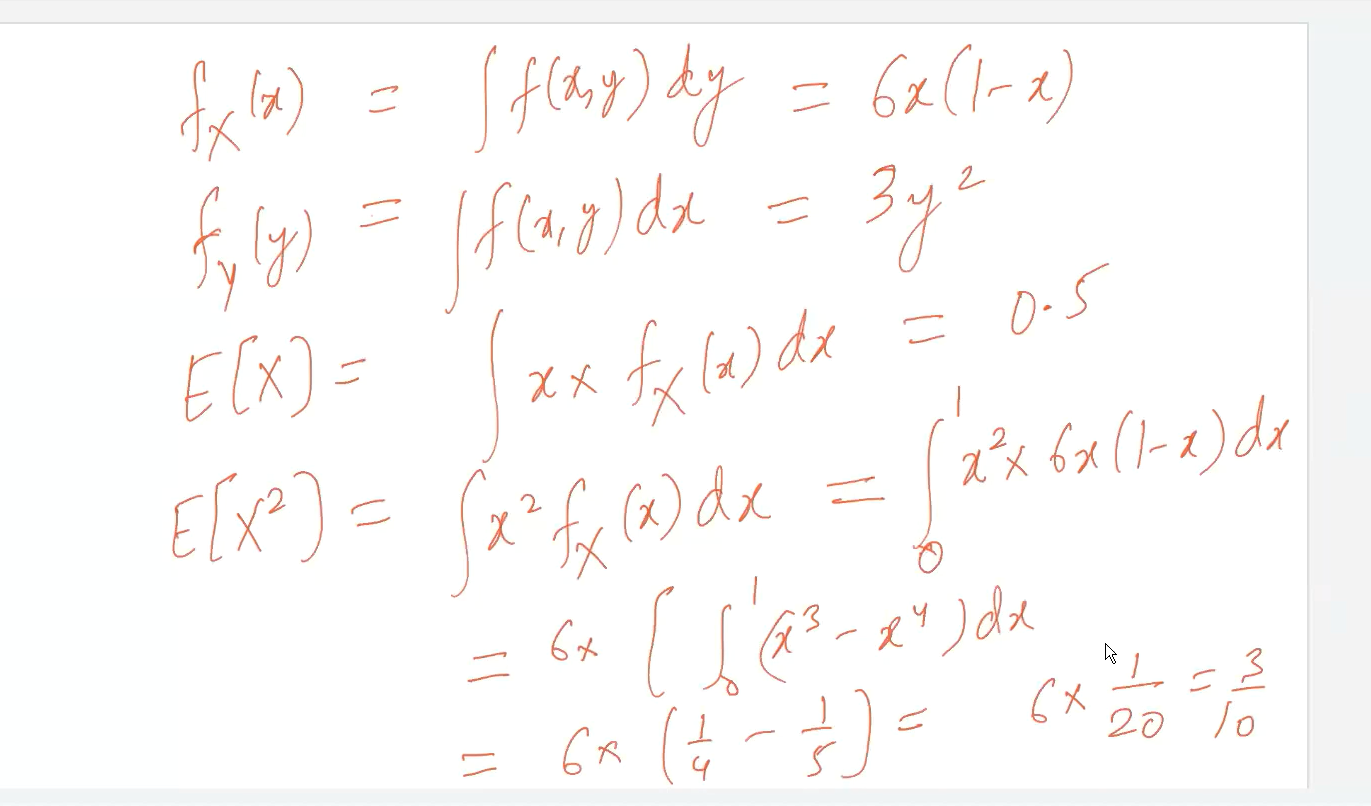 f_X(x) = ∫ f(x,y) dy = 6x(1-x)
f_Y(y) = ∫ f(x,y) dx = 3y²
E[X] = ∫ x × f_X(x) dx = 0.5
E[X²] = ∫ x² f_X(x) dx = ∫₀¹ x² × 6x(1-x) dx
= 6× [ ∫₀¹ (x³ - x⁴) dx
= 6× (1/4 - 1/5) ] = 6 × 1/20 = 3/10